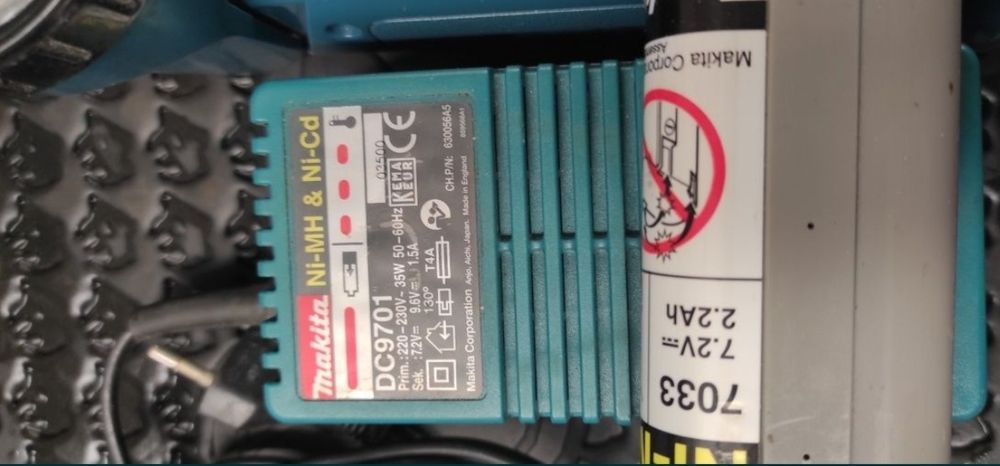 makita Ni-MH & Ni-Cd
02500
DC9701
Prim.:220-230V~35W 50-60Hz
Sek. :7.2V⎓ 9.6V⎓ 1.5A
130° T4A
KEMA
KEUR
CE
CH.P/N: 630056A5
Makita Corporation Anjo, Aichi, Japan. Made in England
Makita
7.2V⎓
2.2Ah
7033